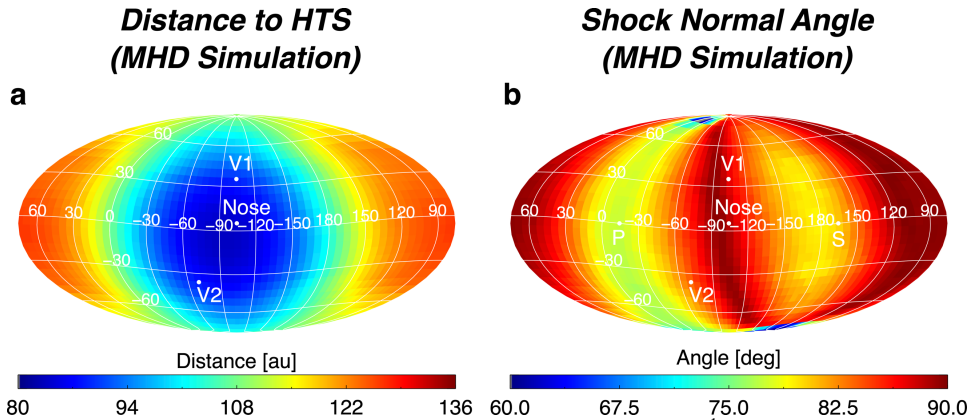 Distance to HTS
(MHD Simulation)
Shock Normal Angle
(MHD Simulation)
a
b
60
30
V1
Nose
60 30 0 −30 −60 −90 −120 −150 180 150 120 90
−30
−60
V2
60
30
V1
Nose
60 30 0 −30 −60 −90 −120 −150 180 150 120 90
P
S
−30
−60
V2
Distance [au]
80 94 108 122 136
Angle [deg]
60.0 67.5 75.0 82.5 90.0